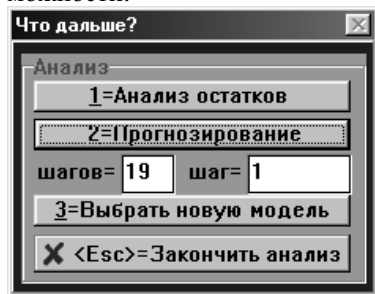 Что дальше?
Анализ
1=Анализ остатков
2=Прогнозирование
шагов= 19 шаг= 1
3=Выбрать новую модель
<Esc>=Закончить анализ